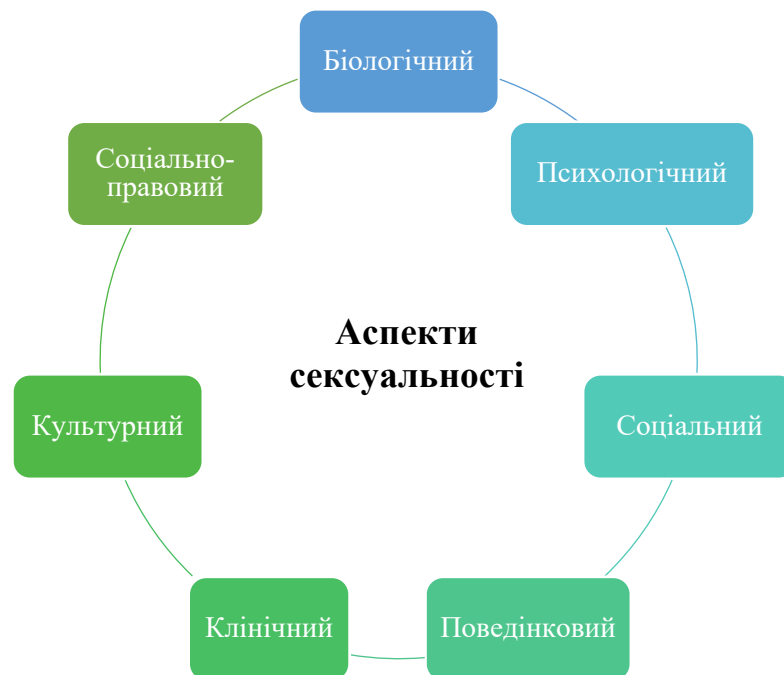 Біологічний
Психологічний
Соціальний
Поведінковий
Клінічний
Культурний
Соціально-
правовий
Аспекти
сексуальності